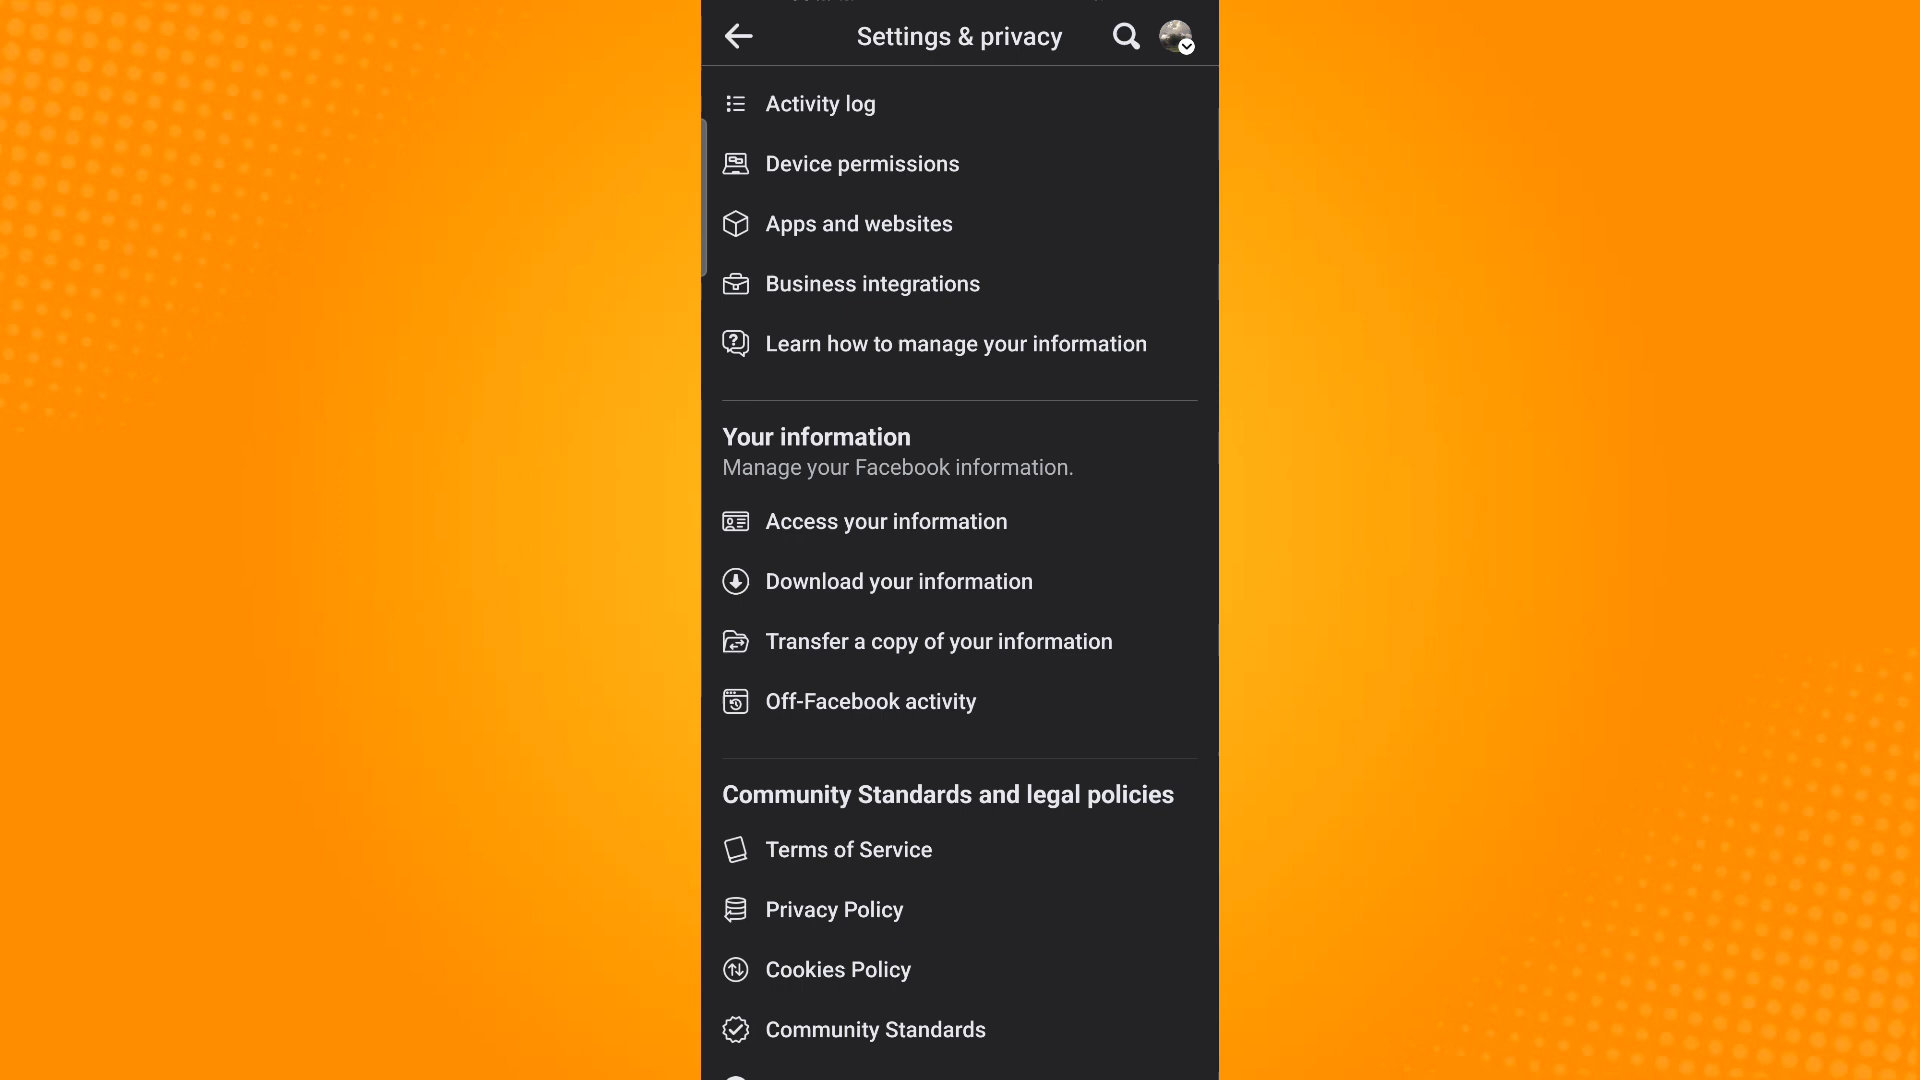 Settings & privacy
Activity log
Device permissions
Apps and websites
Business integrations
Learn how to manage your information
Your information
Manage your Facebook information.
Access your information
Download your information
Transfer a copy of your information
Off-Facebook activity
Community Standards and legal policies
Terms of Service
Privacy Policy
Cookies Policy
Community Standards